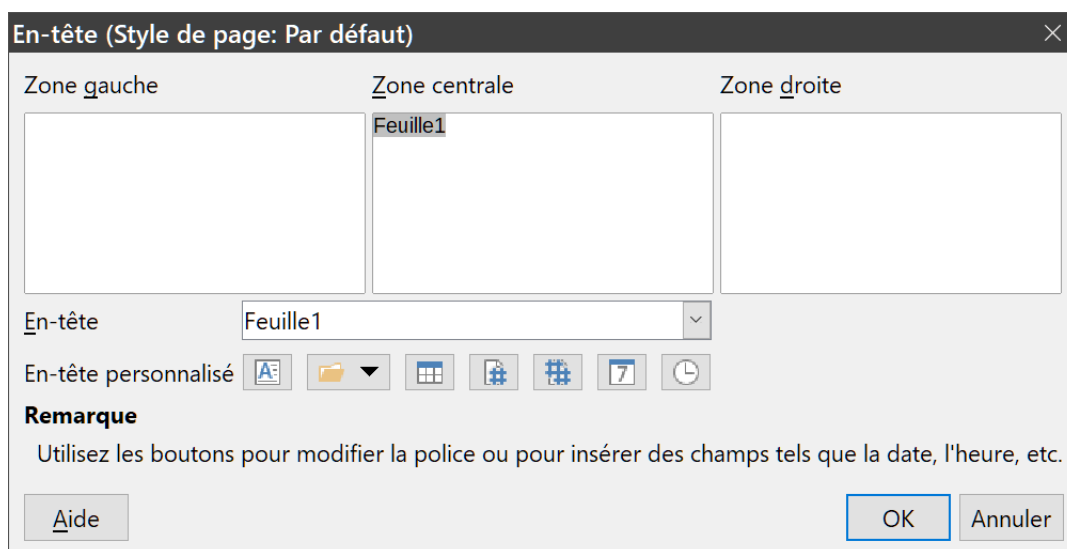 En-tête (Style de page: Par défaut)
Zone gauche Zone centrale Zone droite
Feuille1
En-tête Feuille1
En-tête personnalisé A 7
Remarque
Utilisez les boutons pour modifier la police ou pour insérer des champs tels que la date, l'heure, etc.
Aide OK Annuler